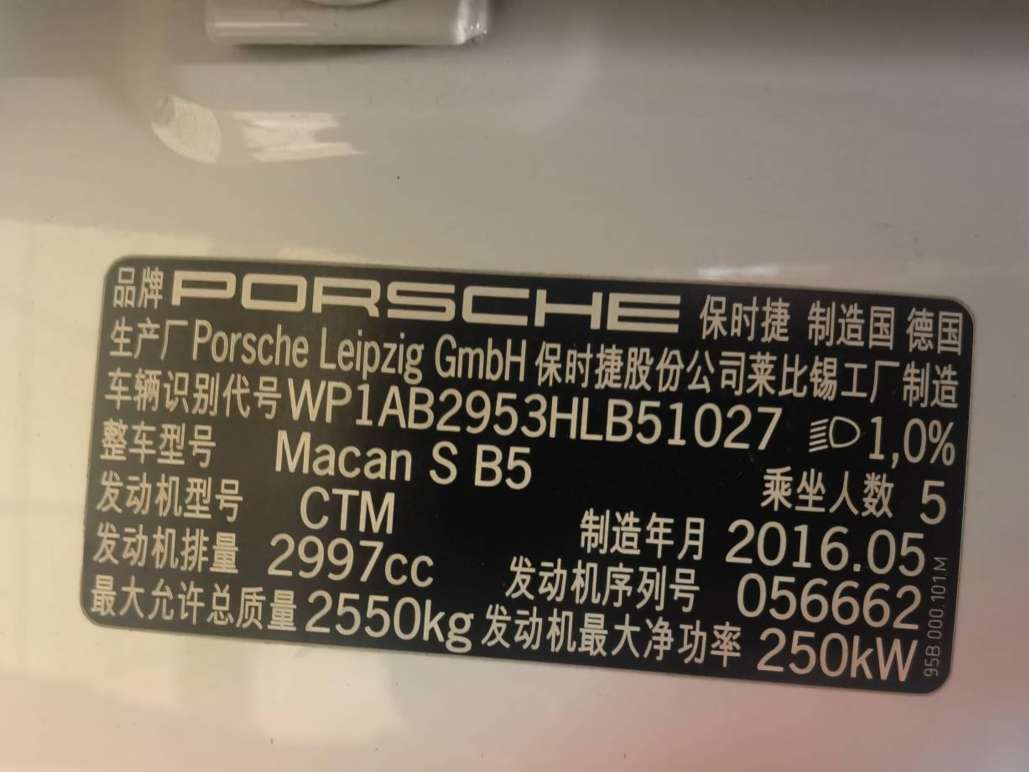 品牌 PORSCHE 保时捷 制造国 德国
生产厂 Porsche Leipzig GmbH 保时捷股份公司莱比锡工厂制造
车辆识别代号 WP1AB2953HLB51027 1,0%
整车型号 Macan S B5 乘坐人数 5
发动机型号 CTM 制造年月 2016.05
发动机排量 2997cc 发动机序列号 056662
最大允许总质量 2550kg 发动机最大净功率 250kW
95B.000.101.M